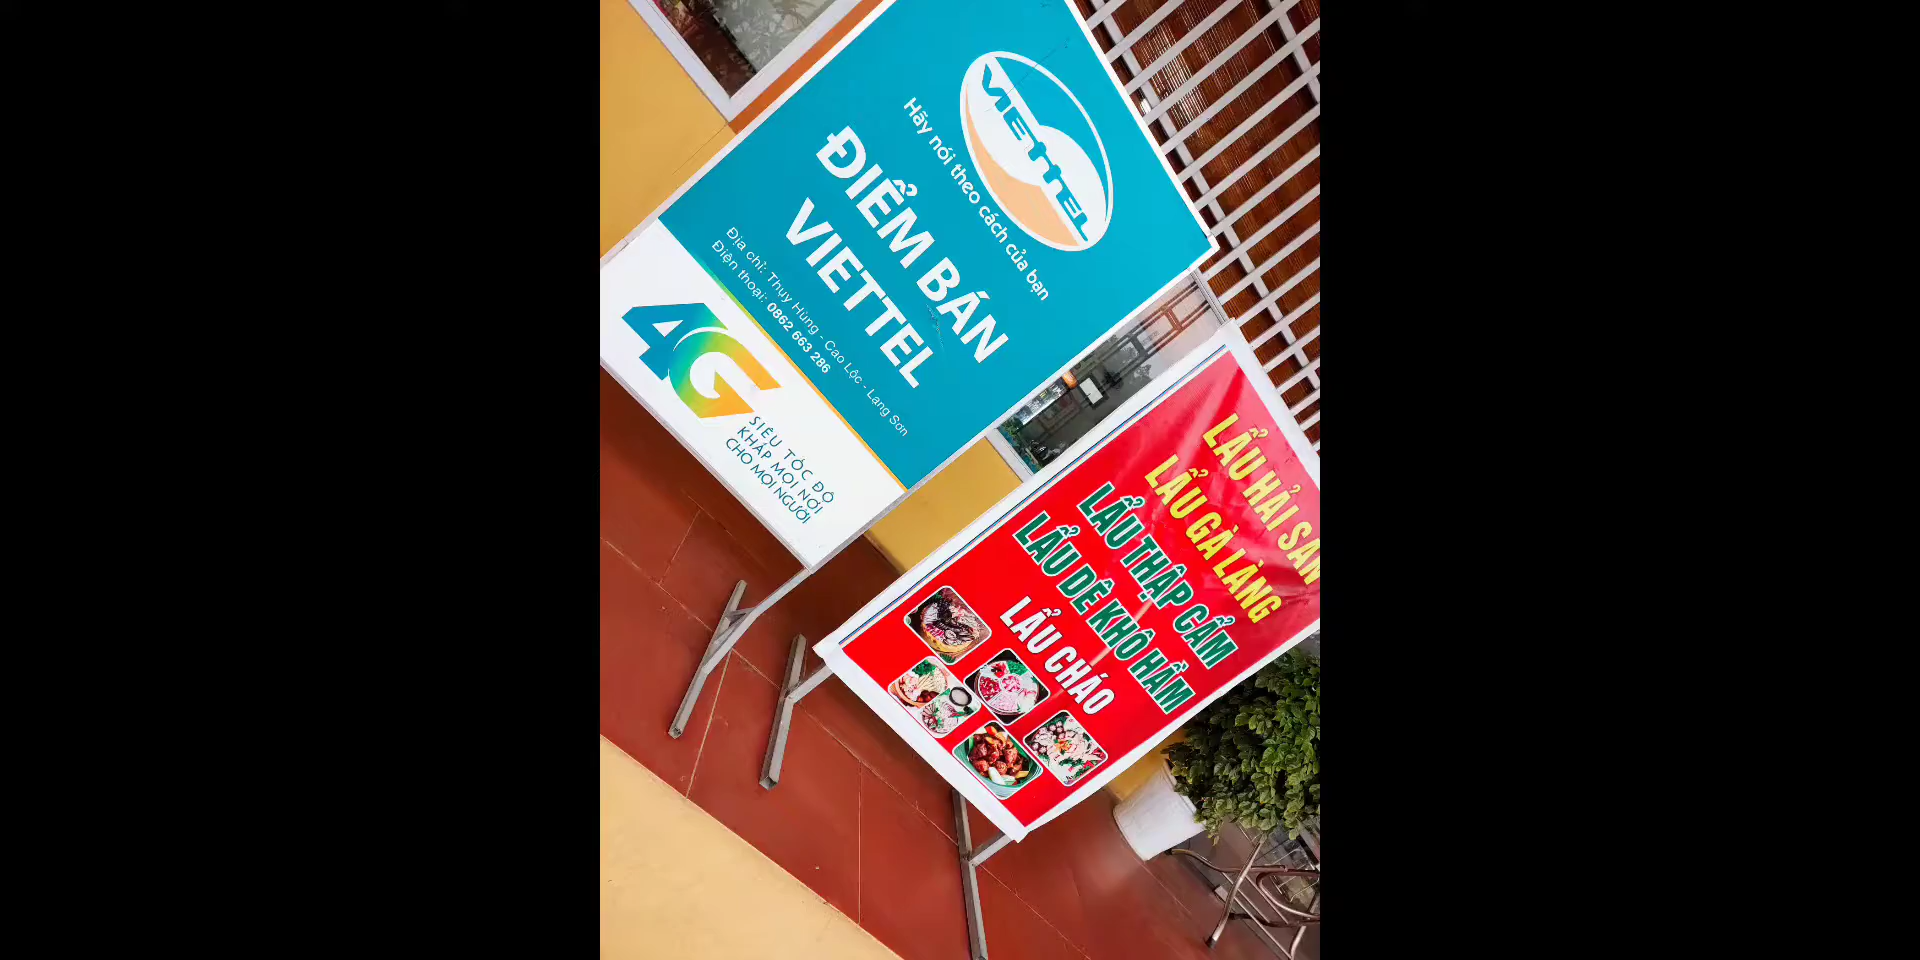 VIETTEL
Hãy nói theo cách của bạn
ĐIỂM BÁN
VIETTEL
Địa chỉ: Thụy Hùng - Cao Lộc - Lạng Sơn
Điện thoại: 0862 663 286
4G
SIÊU TỐC ĐỘ
KHẮP MỌI NƠI
CHO MỌI NGƯỜI
LẨU HẢI SẢN
LẨU GÀ LÀNG
LẨU THẬP CẨM
LẨU DÊ KHÔ HẦM
LẨU CHÁO